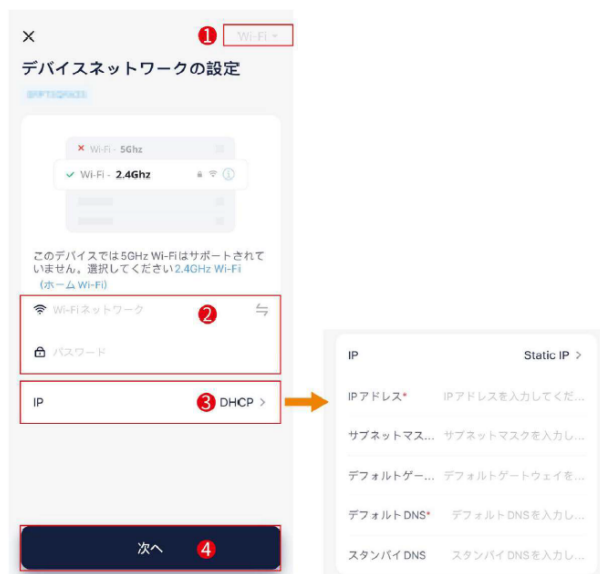 1
Wi-Fi
デバイスネットワークの設定
Wi-Fi - 5Ghz
Wi-Fi - 2.4Ghz
このデバイスでは5GHz Wi-Fiはサポートされて
いません。選択してください2.4GHz Wi-Fi
（ホーム Wi-Fi）
Wi-Fiネットワーク
2
パスワード
IP
3
DHCP >
次へ
4
IP
Static IP >
IPアドレス* IPアドレスを入力してくだ...
サブネットマス... サブネットマスクを入力し...
デフォルトゲー... デフォルトゲートウェイを...
デフォルト DNS* デフォルト DNSを入力し...
スタンバイ DNS スタンバイ DNSを入力し...